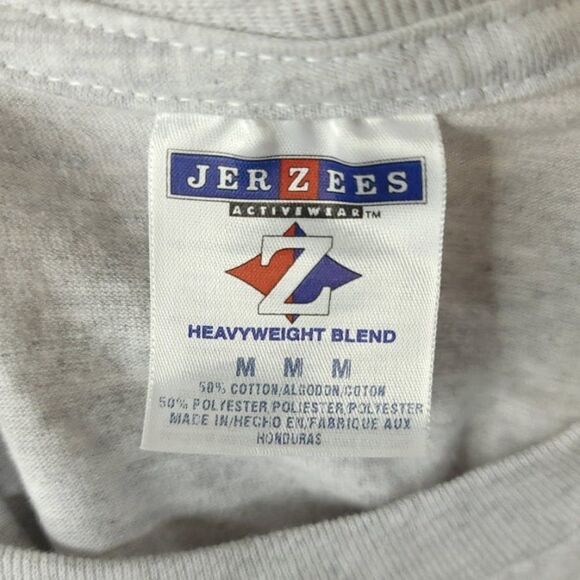 JERZEES
ACTIVEWEAR™
Z
HEAVYWEIGHT BLEND
M M M
50% COTTON/ALGODON/COTON
50% POLYESTER/POLIESTER/POLYESTER
MADE IN/HECHO EN/FABRIQUE AUX
HONDURAS